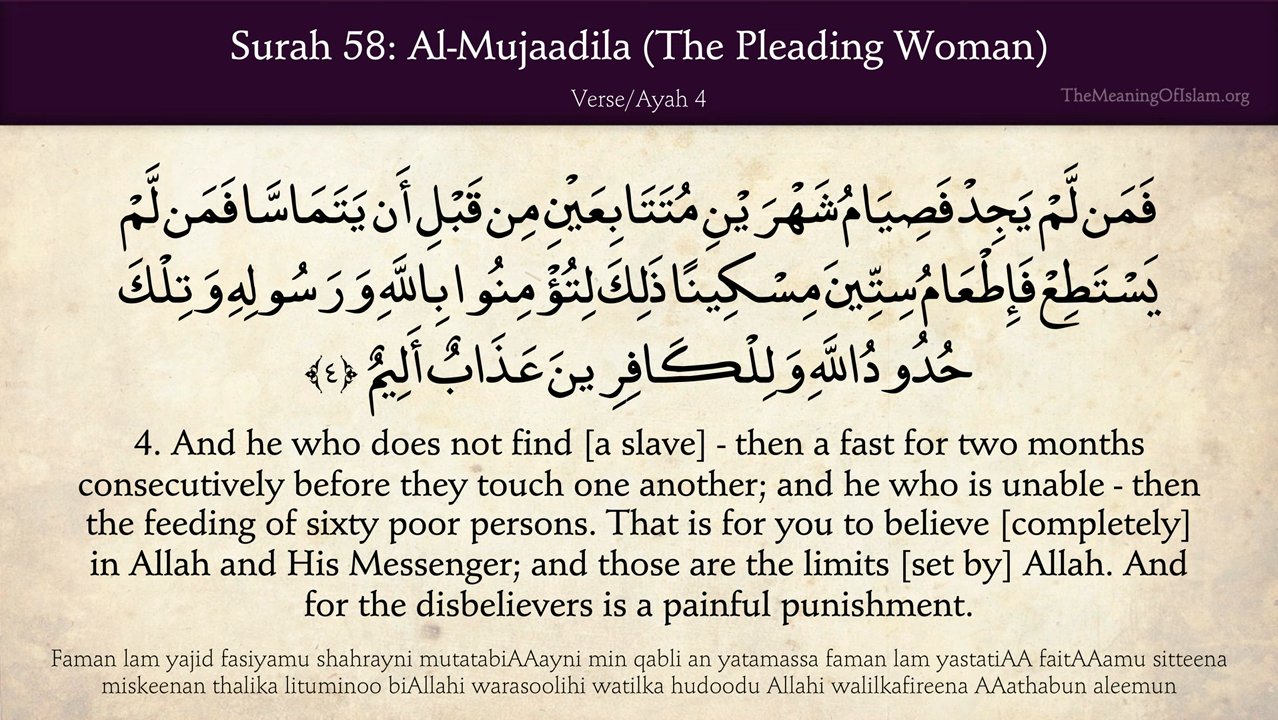 Surah 58: Al-Mujaadila (The Pleading Woman)
Verse/Ayah 4
TheMeaningOfIslam.org
فَمَن لَّمْ يَجِدْ فَصِيَامُ شَهْرَيْنِ مُتَتَابِعَيْنِ مِن قَبْلِ أَن يَتَمَاسَّا فَمَن لَّمْ
يَسْتَطِعْ فَإِطْعَامُ سِتِّينَ مِسْكِينًا ذَلِكَ لِتُؤْمِنُوا بِاللَّهِ وَرَسُولِهِ وَتِلْكَ
حُدُودُ اللَّهِ وَلِلْكَافِرِينَ عَذَابٌ أَلِيمٌ ﴿٤﴾
4. And he who does not find [a slave] - then a fast for two months
consecutively before they touch one another; and he who is unable - then
the feeding of sixty poor persons. That is for you to believe [completely]
in Allah and His Messenger; and those are the limits [set by] Allah. And
for the disbelievers is a painful punishment.
Faman lam yajid fasiyamu shahrayni mutatabiAAayni min qabli an yatamassa faman lam yastatiAA faitAAamu sitteena
miskeenan thalika lituminoo biAllahi warasoolihi watilka hudoodu Allahi walilkafireena AAathabun aleemun